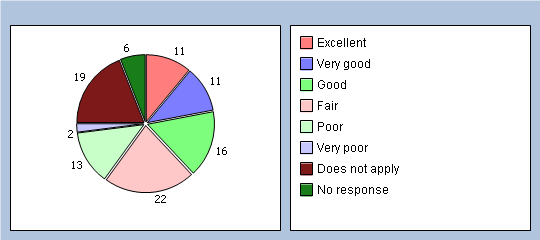 6
11
11
16
22
13
2
19
Excellent
Very good
Good
Fair
Poor
Very poor
Does not apply
No response